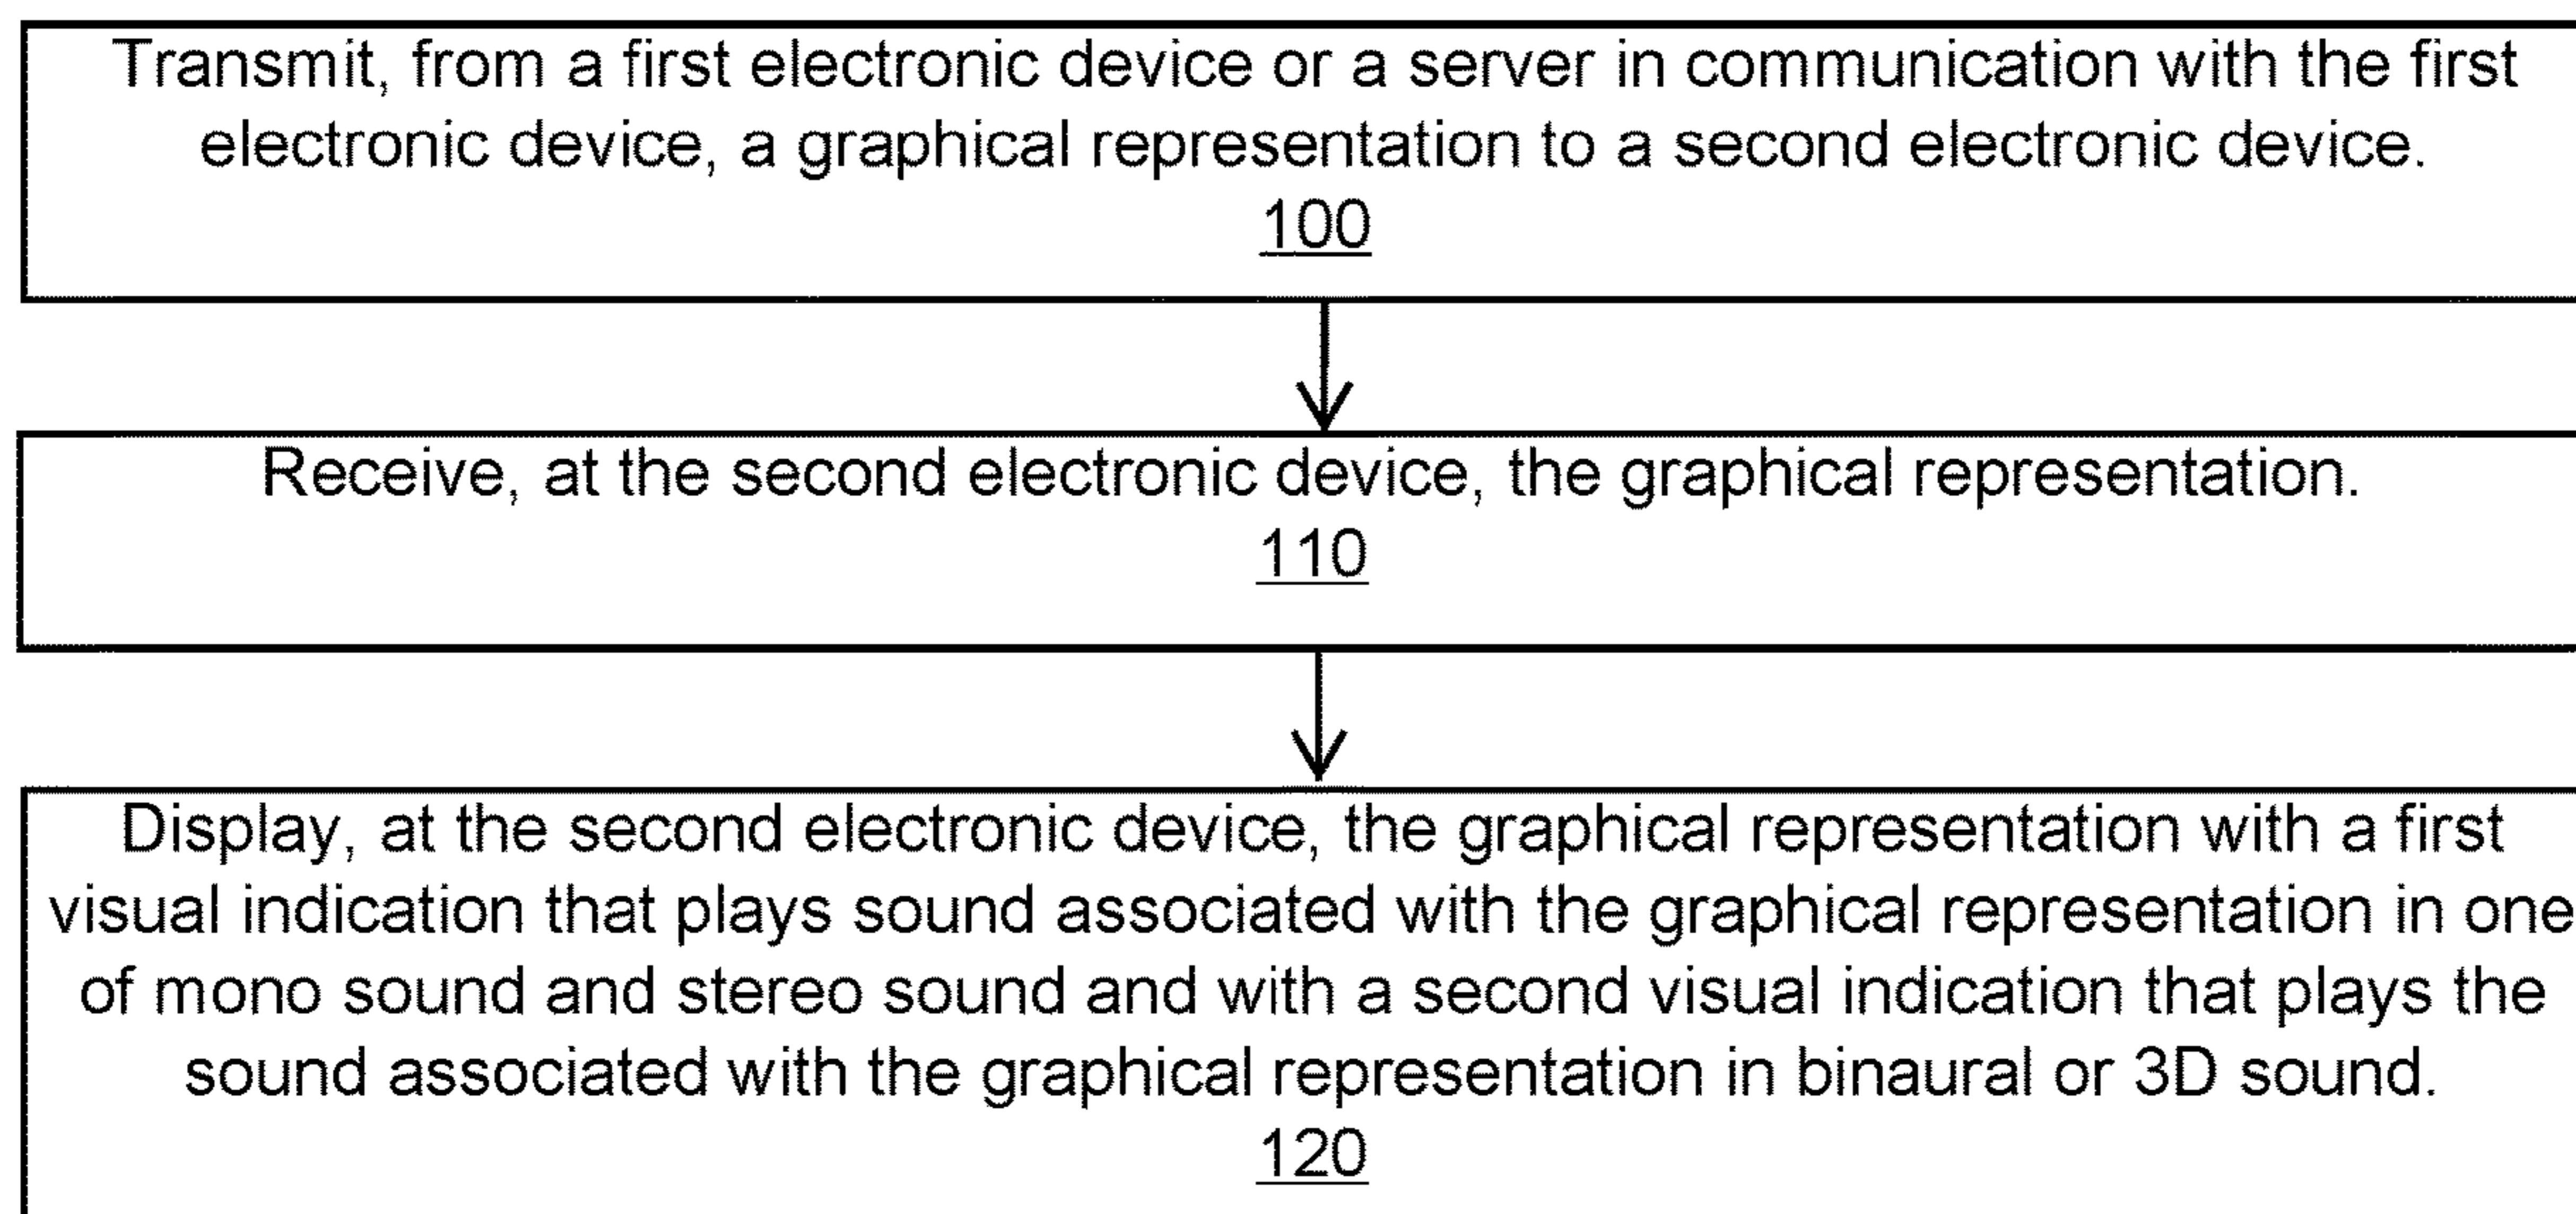 Transmit, from a first electronic device or a server in communication with the first
electronic device, a graphical representation to a second electronic device.
100
Receive, at the second electronic device, the graphical representation.
110
Display, at the second electronic device, the graphical representation with a first
visual indication that plays sound associated with the graphical representation in one
of mono sound and stereo sound and with a second visual indication that plays the
sound associated with the graphical representation in binaural or 3D sound.
120